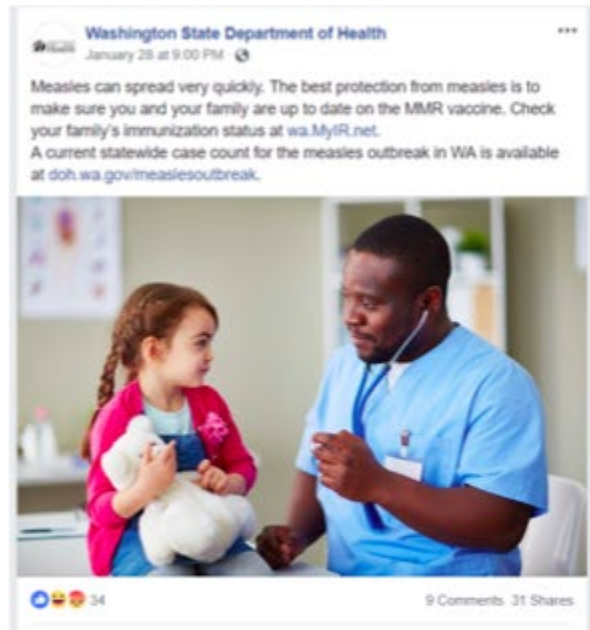 Washington State Department of Health
January 28 at 9:00 PM
Measles can spread very quickly. The best protection from measles is to
make sure you and your family are up to date on the MMR vaccine. Check
your family's immunization status at wa.MyIR.net.
A current statewide case count for the measles outbreak in WA is available
at doh.wa.gov/measlesoutbreak.
34
9 Comments 31 Shares